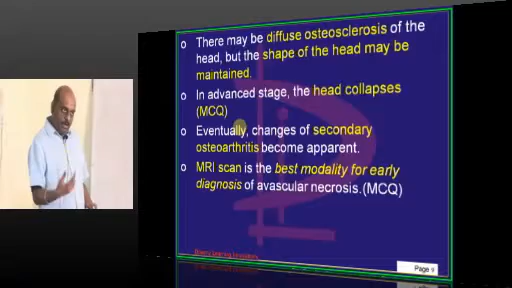 o There may be diffuse osteosclerosis of the
head, but the shape of the head may be
maintained.
o In advanced stage, the head collapses
(MCQ)
o Eventually, changes of secondary
osteoarthritis become apparent.
o MRI scan is the best modality for early
diagnosis of avascular necrosis.(MCQ)
Page 9